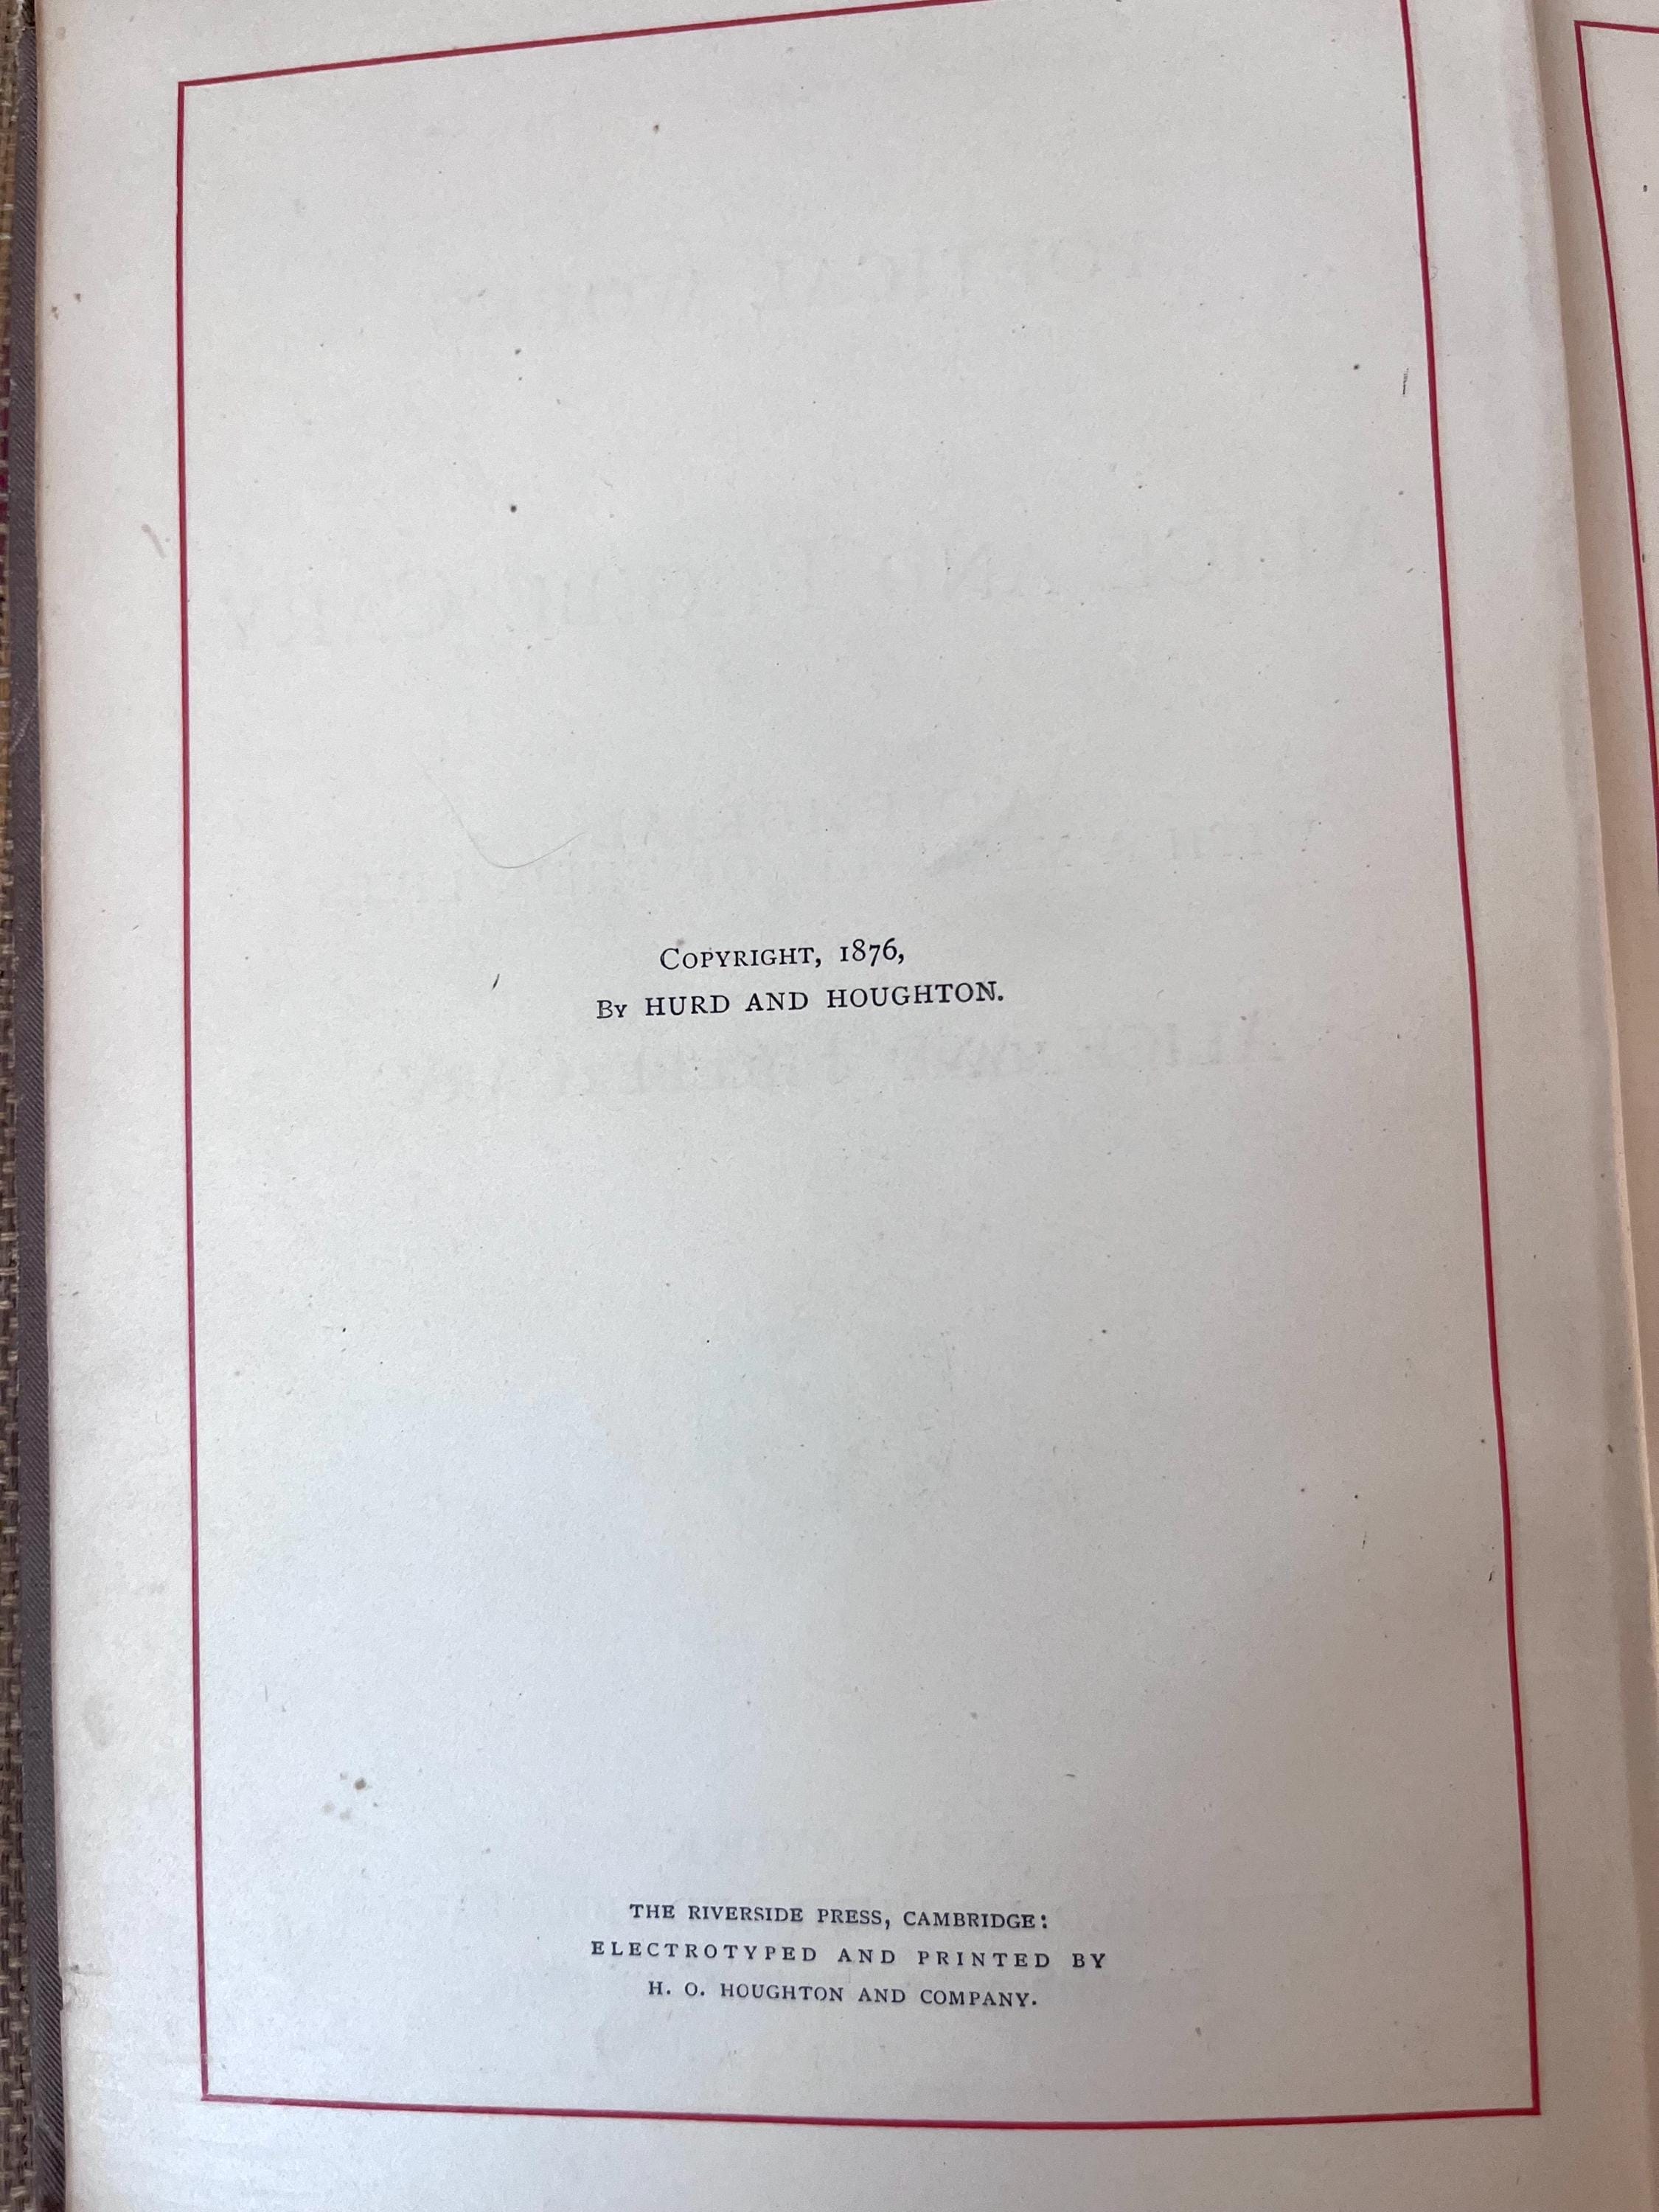 COPYRIGHT, 1876,
BY HURD AND HOUGHTON.
THE RIVERSIDE PRESS, CAMBRIDGE:
ELECTROTYPED AND PRINTED BY
H. O. HOUGHTON AND COMPANY.